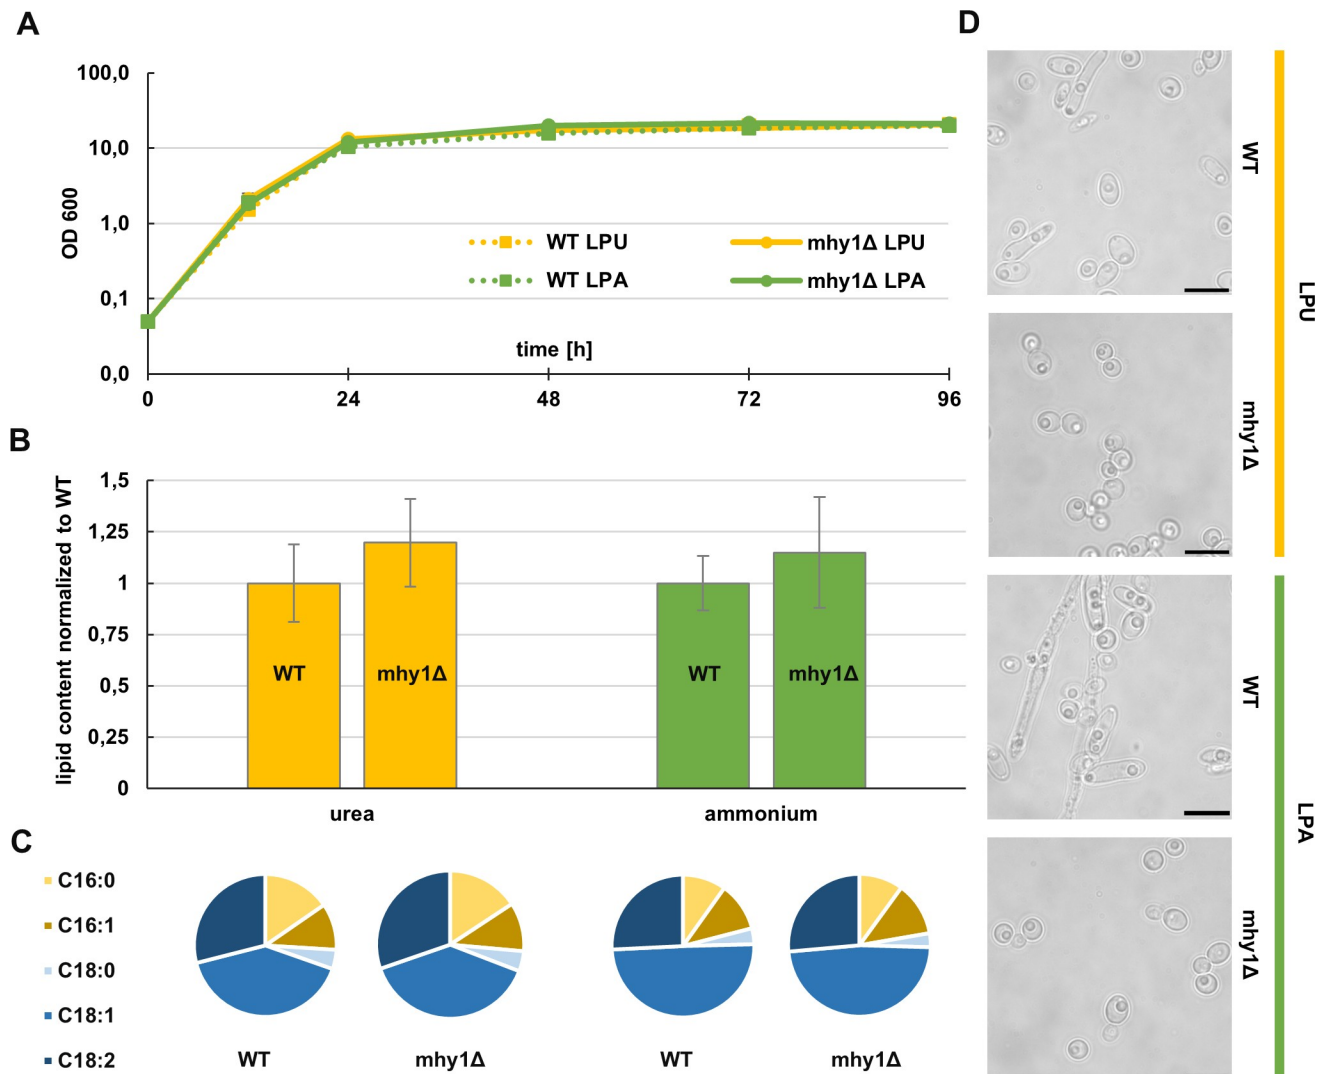 A
100,0
10,0
1,0
0,1
0,0
OD 600
WT LPU
mhy1Δ LPU
WT LPA
mhy1Δ LPA
time [h]
0
24
48
72
96
B
lipid content normalized to WT
1,5
1,25
1
0,75
0,5
0,25
0
WT
mhy1Δ
WT
mhy1Δ
urea
ammonium
C
C16:0
C16:1
C18:0
C18:1
C18:2
WT
mhy1Δ
WT
mhy1Δ
D
WT
mhy1Δ
LPU
WT
mhy1Δ
LPA